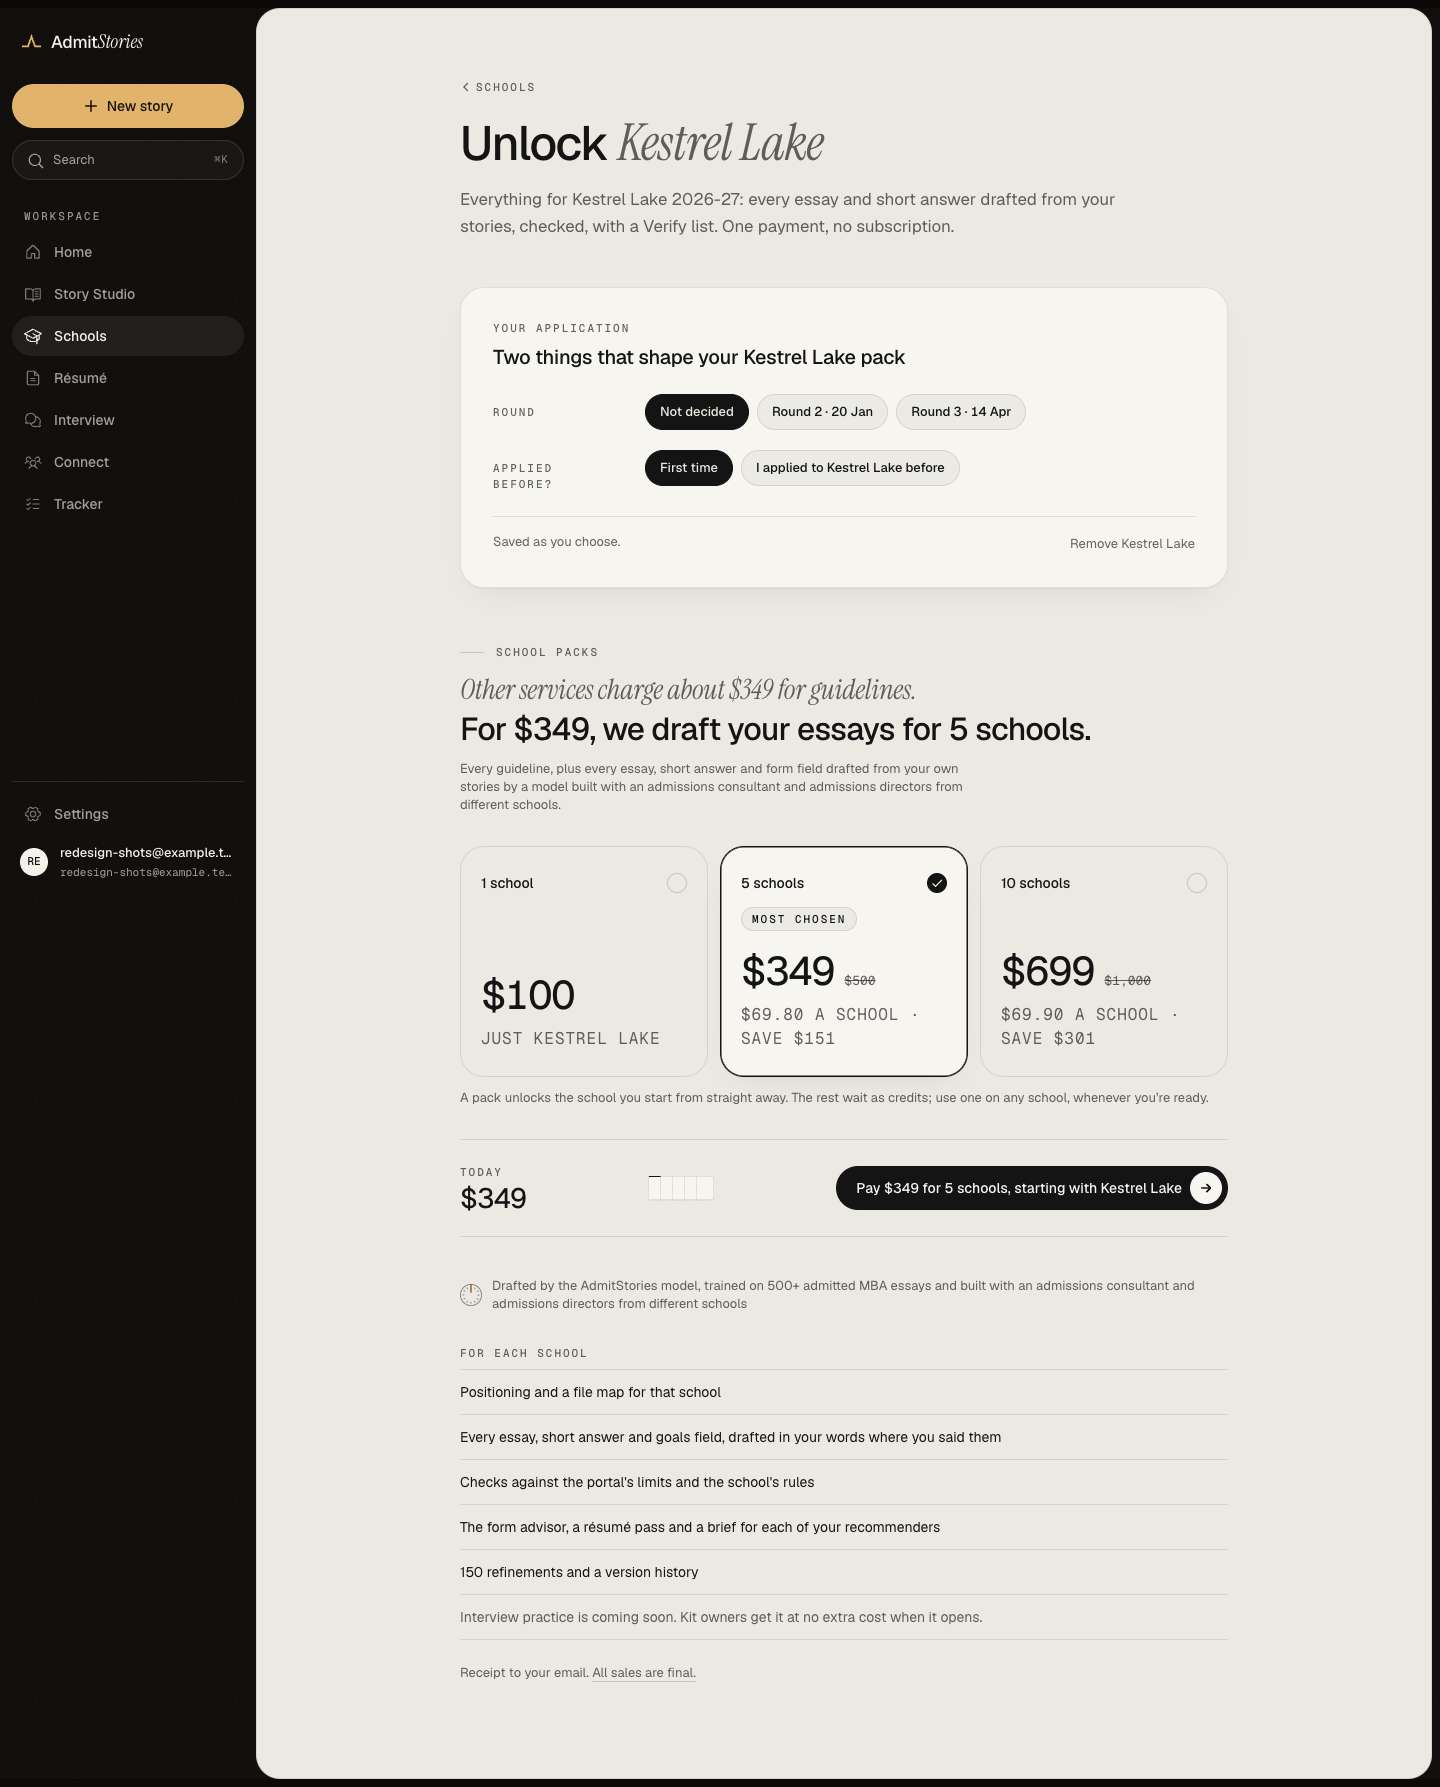 AdmitStories
New story
Search ⌘K
WORKSPACE
Home
Story Studio
Schools
Résumé
Interview
Connect
Tracker
Settings
RE
redesign-shots@example.t…
redesign-shots@example.te…
SCHOOLS
Unlock Kestrel Lake
Everything for Kestrel Lake 2026-27: every essay and short answer drafted from your
stories, checked, with a Verify list. One payment, no subscription.
YOUR APPLICATION
Two things that shape your Kestrel Lake pack
ROUND
Not decided
Round 2 · 20 Jan
Round 3 · 14 Apr
APPLIED
BEFORE?
First time
I applied to Kestrel Lake before
Saved as you choose.
Remove Kestrel Lake
SCHOOL PACKS
Other services charge about $349 for guidelines.
For $349, we draft your essays for 5 schools.
Every guideline, plus every essay, short answer and form field drafted from your own
stories by a model built with an admissions consultant and admissions directors from
different schools.
1 school
$100
JUST KESTREL LAKE
5 schools
MOST CHOSEN
$349 $500
$69.80 A SCHOOL ·
SAVE $151
10 schools
$699 $1,000
$69.90 A SCHOOL ·
SAVE $301
A pack unlocks the school you start from straight away. The rest wait as credits; use one on any school, whenever you're ready.
TODAY
$349
Pay $349 for 5 schools, starting with Kestrel Lake
Drafted by the AdmitStories model, trained on 500+ admitted MBA essays and built with an admissions consultant and
admissions directors from different schools
FOR EACH SCHOOL
Positioning and a file map for that school
Every essay, short answer and goals field, drafted in your words where you said them
Checks against the portal's limits and the school's rules
The form advisor, a résumé pass and a brief for each of your recommenders
150 refinements and a version history
Interview practice is coming soon. Kit owners get it at no extra cost when it opens.
Receipt to your email. All sales are final.